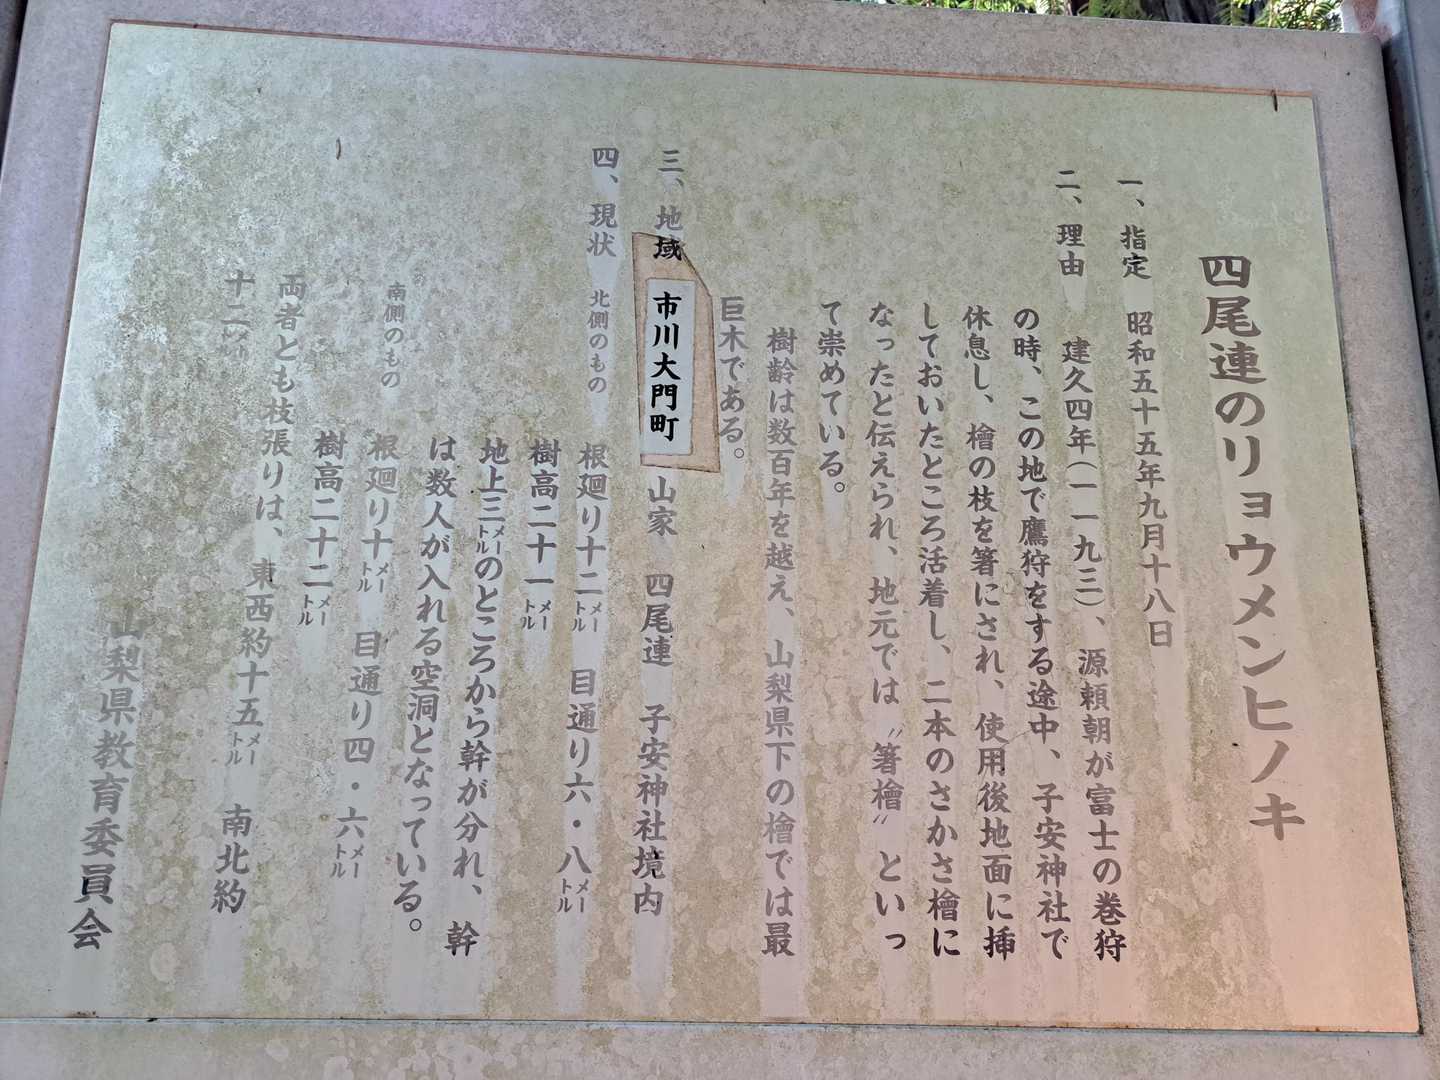 四尾連のリョウメンヒノキ
一、指定　昭和五十五年九月十八日
二、理由　建久四年(一一九三)、源頼朝が富士の巻狩
の時、この地で鷹狩をする途中、子安神社で
休息し、檜の枝を箸にされ、使用後地面に挿
しておいたところ活着し、二本のさかさ檜に
なったと伝えられ、地元では〝箸檜〟といっ
て崇めている。
樹齢は数百年を越え、山梨県下の檜では最
巨木である。
三、地域　市川大門町　山家　四尾連　子安神社境内
四、現状　北側のもの　根廻り十二メートル　目通り六・八メートル
樹高二十一メートル
地上三メートルのところから幹が分れ、幹
は数人が入れる空洞となっている。
南側のもの　根廻り十メートル　目通り四・六メートル
樹高二十二メートル
両者とも枝張りは、東西約十五メートル　南北約
十二メートル
山梨県教育委員会